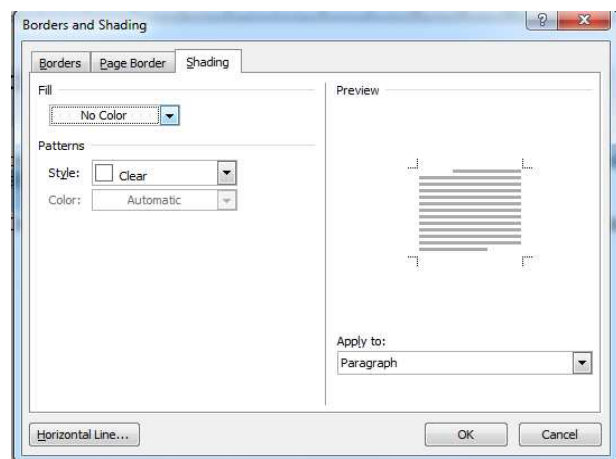 Borders and Shading
?
Borders Page Border Shading
Fill
No Color
Patterns
Style: Clear
Color: Automatic
Preview
Apply to:
Paragraph
Horizontal Line...
OK
Cancel